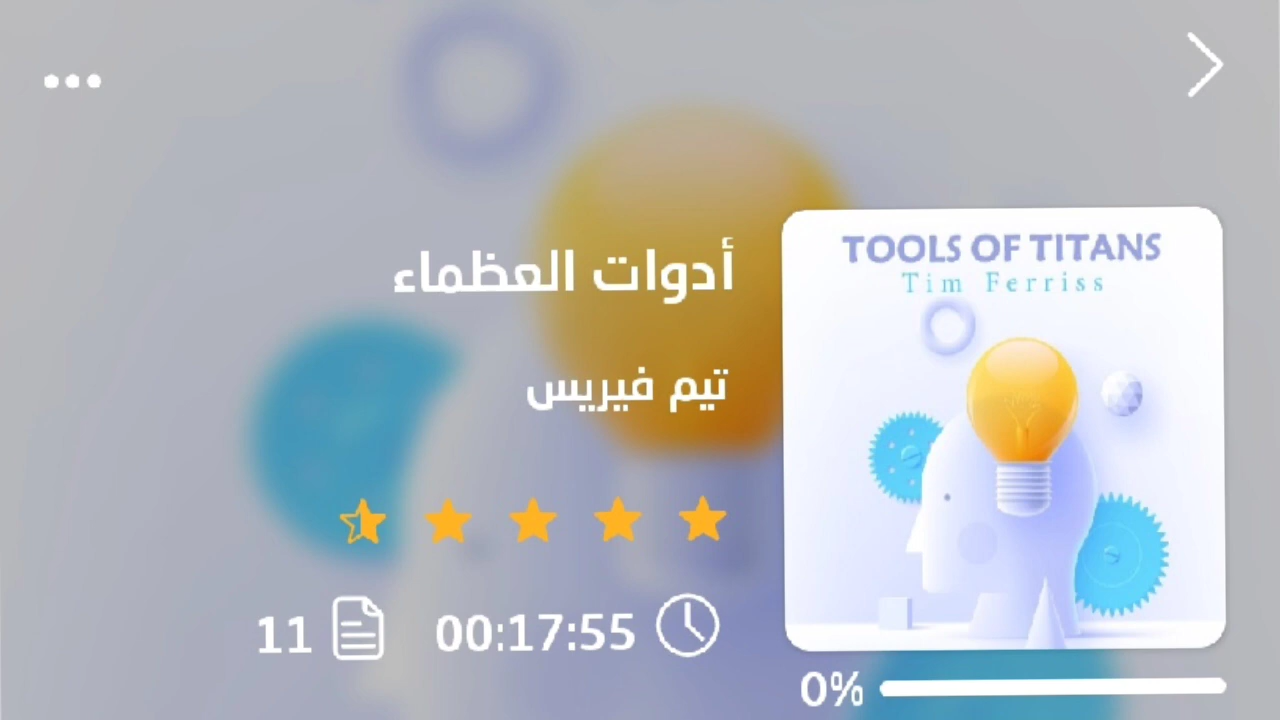 TOOLS OF TITANS
Tim Ferriss
أدوات العظماء
تيم فيريس
00:17:55
11
0%